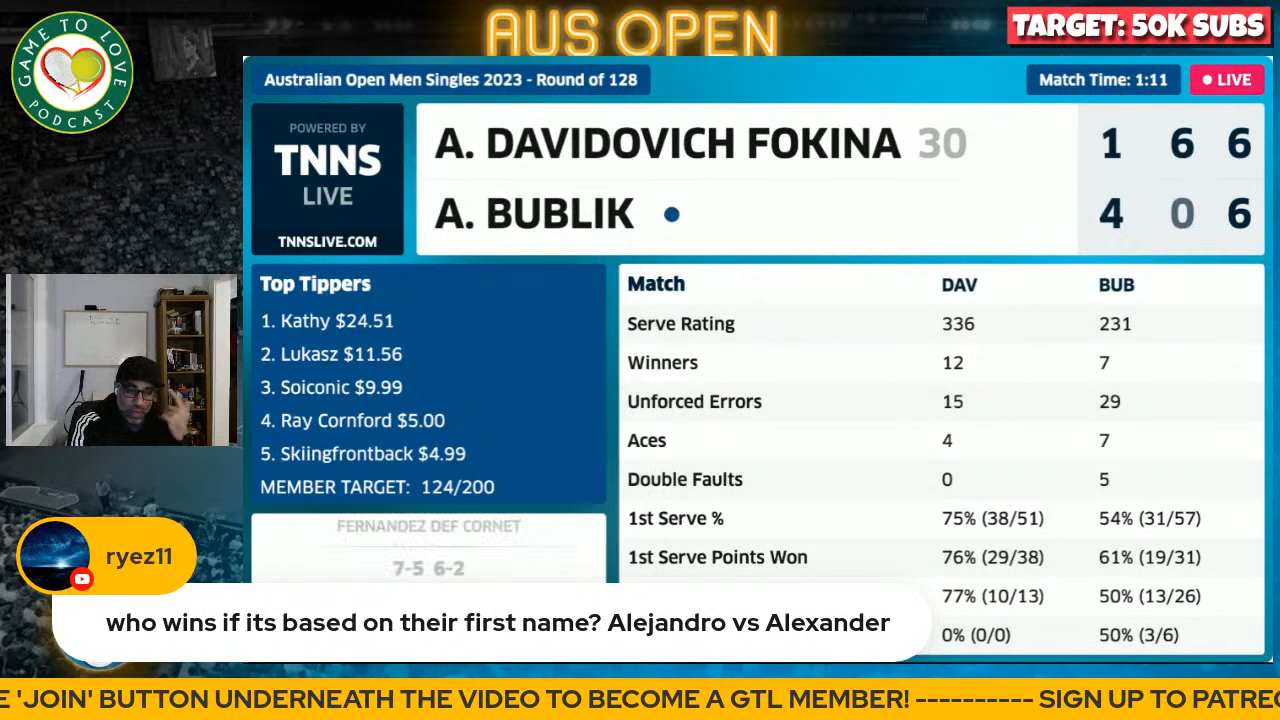 AUS OPEN
TARGET: 50K SUBS
GAME TO LOVE
PODCAST
Australian Open Men Singles 2023 - Round of 128
Match Time: 1:11
LIVE
POWERED BY
TNNS
LIVE
TNNSLIVE.COM
A. DAVIDOVICH FOKINA 30 1 6 6
A. BUBLIK 4 0 6
Top Tippers
1. Kathy $24.51
2. Lukasz $11.56
3. Soiconic $9.99
4. Ray Cornford $5.00
5. Skiingfrontback $4.99
MEMBER TARGET: 124/200
FERNANDEZ DEF CORNET
7-5 6-2
Match DAV BUB
Serve Rating 336 231
Winners 12 7
Unforced Errors 15 29
Aces 4 7
Double Faults 0 5
1st Serve % 75% (38/51) 54% (31/57)
1st Serve Points Won 76% (29/38) 61% (19/31)
77% (10/13) 50% (13/26)
0% (0/0) 50% (3/6)
ryez11
who wins if its based on their first name? Alejandro vs Alexander
E 'JOIN' BUTTON UNDERNEATH THE VIDEO TO BECOME A GTL MEMBER! ---------- SIGN UP TO PATRE